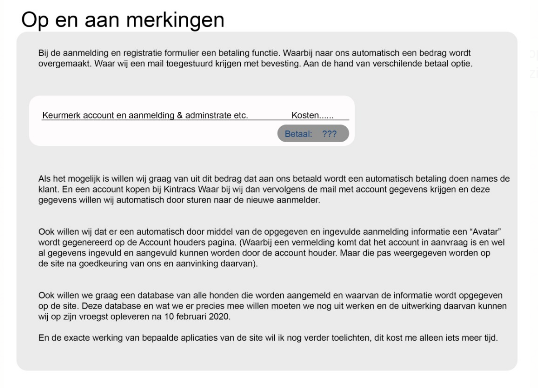 Op en aan merkingen
Bij de aanmelding en registratie formulier een betaling functie. Waarbij naar ons automatisch een bedrag wordt
overgemaakt. Waar wij een mail toegestuurd krijgen met bevesting. Aan de hand van verschilende betaal optie.
Keurmerk account en aanmelding & adminstrate etc. Kosten......
Betaal: ???
Als het mogelijk is willen wij graag van uit dit bedrag dat aan ons betaald wordt een automatisch betaling doen names de
klant. En een account kopen bij Kintracs Waar bij wij dan vervolgens de mail met account gegevens krijgen en deze
gegevens willen wij automatisch door sturen naar de nieuwe aanmelder.
Ook willen wij dat er een automatisch door middel van de opgegeven en ingevulde aanmelding informatie een “Avatar”
wordt gegenereerd op de Account houders pagina. (Waarbij een vermelding komt dat het account in aanvraag is en wel
al gegevens ingevuld en aangevuld kunnen worden door de account houder. Maar die pas weergegeven worden op
de site na goedkeuring van ons en aanvinking daarvan).
Ook willen we graag een database van alle honden die worden aangemeld en waarvan de informatie wordt opgegeven
op de site. Deze database en wat we er precies mee willen moeten we nog uit werken en de uitwerking daarvan kunnen
wij op zijn vroegst opleveren na 10 februari 2020.
En de exacte werking van bepaalde aplicaties van de site wil ik nog verder toelichten, dit kost me alleen iets meer tijd.